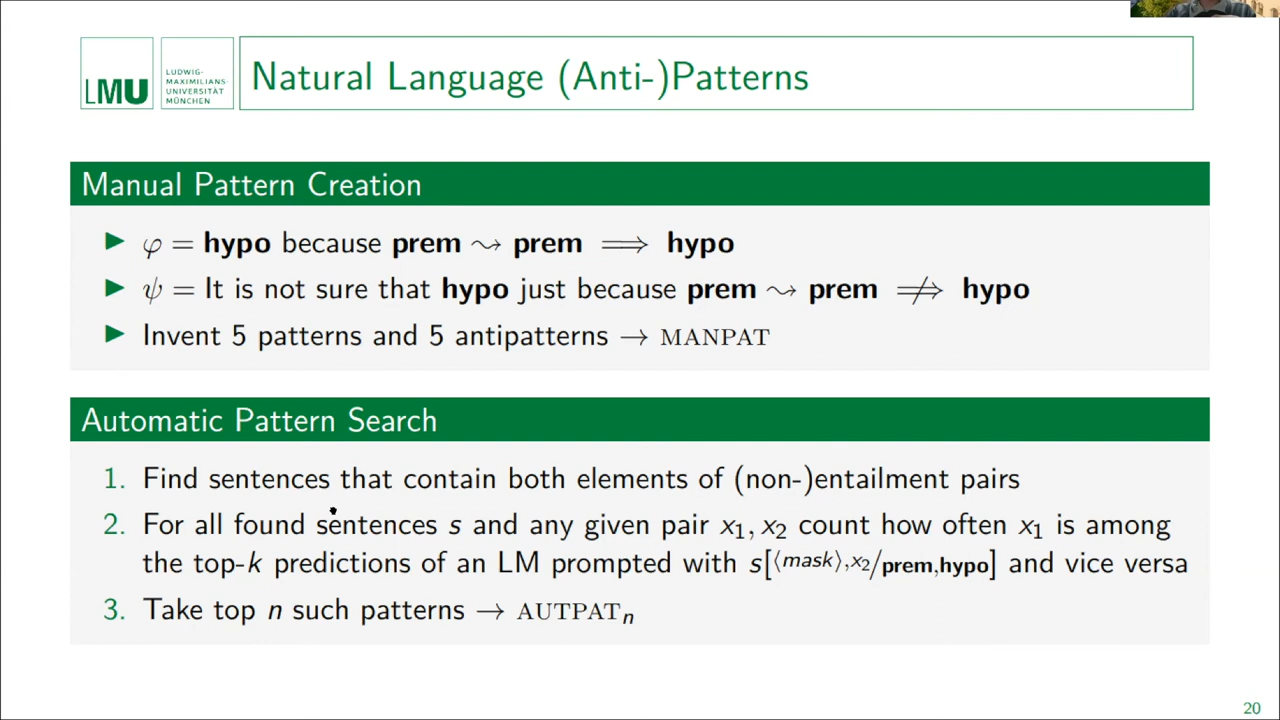 LMU
LUDWIG-
MAXIMILIANS-
UNIVERSITÄT
MÜNCHEN
Natural Language (Anti-)Patterns
Manual Pattern Creation
▶ φ = hypo because prem ⇝ prem ⟹ hypo
▶ ψ = It is not sure that hypo just because prem ⇝ prem ⟹̸ hypo
▶ Invent 5 patterns and 5 antipatterns → MANPAT
Automatic Pattern Search
1. Find sentences that contain both elements of (non-)entailment pairs
2. For all found sentences s and any given pair x₁, x₂ count how often x₁ is among
the top-k predictions of an LM prompted with s[⟨mask⟩,x₂/prem,hypo] and vice versa
3. Take top n such patterns → AUTPATₙ
20